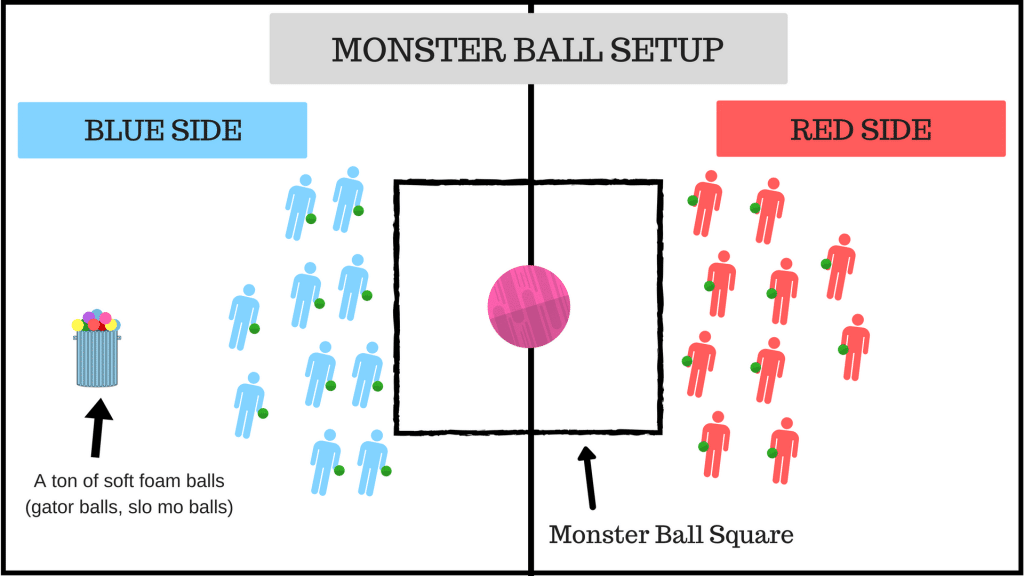 MONSTER BALL SETUP
BLUE SIDE
RED SIDE
A ton of soft foam balls
(gator balls, slo mo balls)
Monster Ball Square